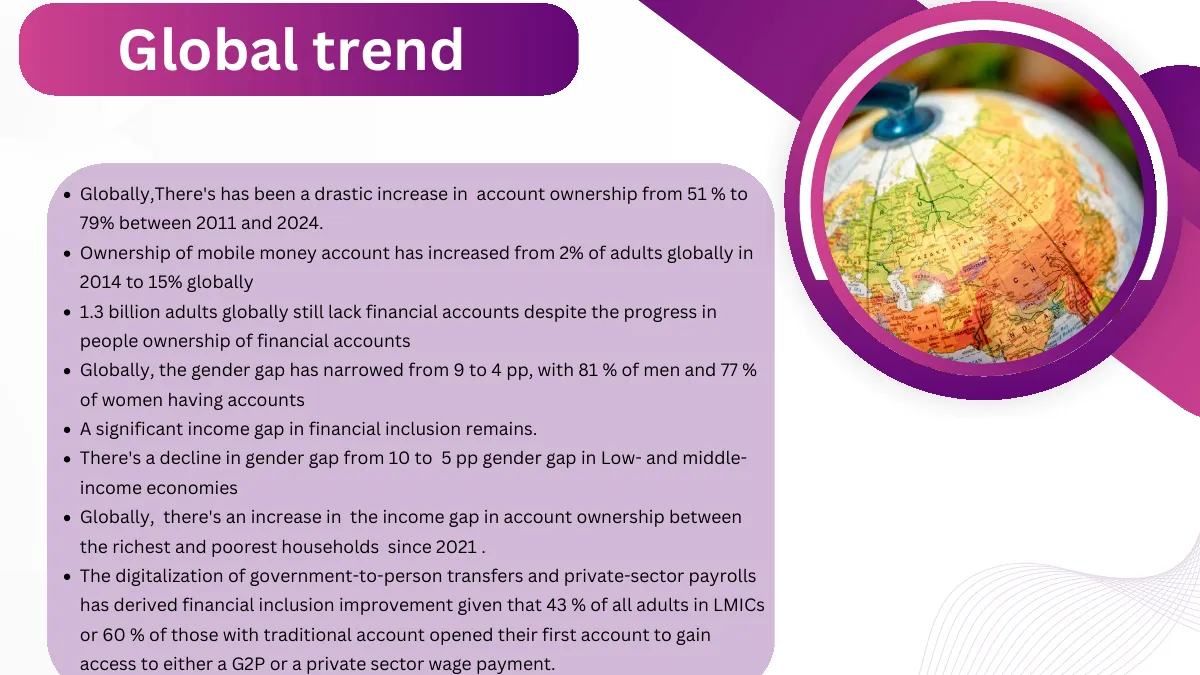 Global trend
• Globally,There's has been a drastic increase in  account ownership from 51 % to
79% between 2011 and 2024.
• Ownership of mobile money account has increased from 2% of adults globally in
2014 to 15% globally
• 1.3 billion adults globally still lack financial accounts despite the progress in
people ownership of financial accounts
• Globally, the gender gap has narrowed from 9 to 4 pp, with 81 % of men and 77 %
of women having accounts
• A significant income gap in financial inclusion remains.
• There's a decline in gender gap from 10 to  5 pp gender gap in Low- and middle-
income economies
• Globally,  there's an increase in  the income gap in account ownership between
the richest and poorest households  since 2021 .
• The digitalization of government-to-person transfers and private-sector payrolls
has derived financial inclusion improvement given that 43 % of all adults in LMICs
or 60 % of those with traditional account opened their first account to gain
access to either a G2P or a private sector wage payment.
KAZAKHSTAN
MONGOLIA
CHINA
IRAN
INDIA